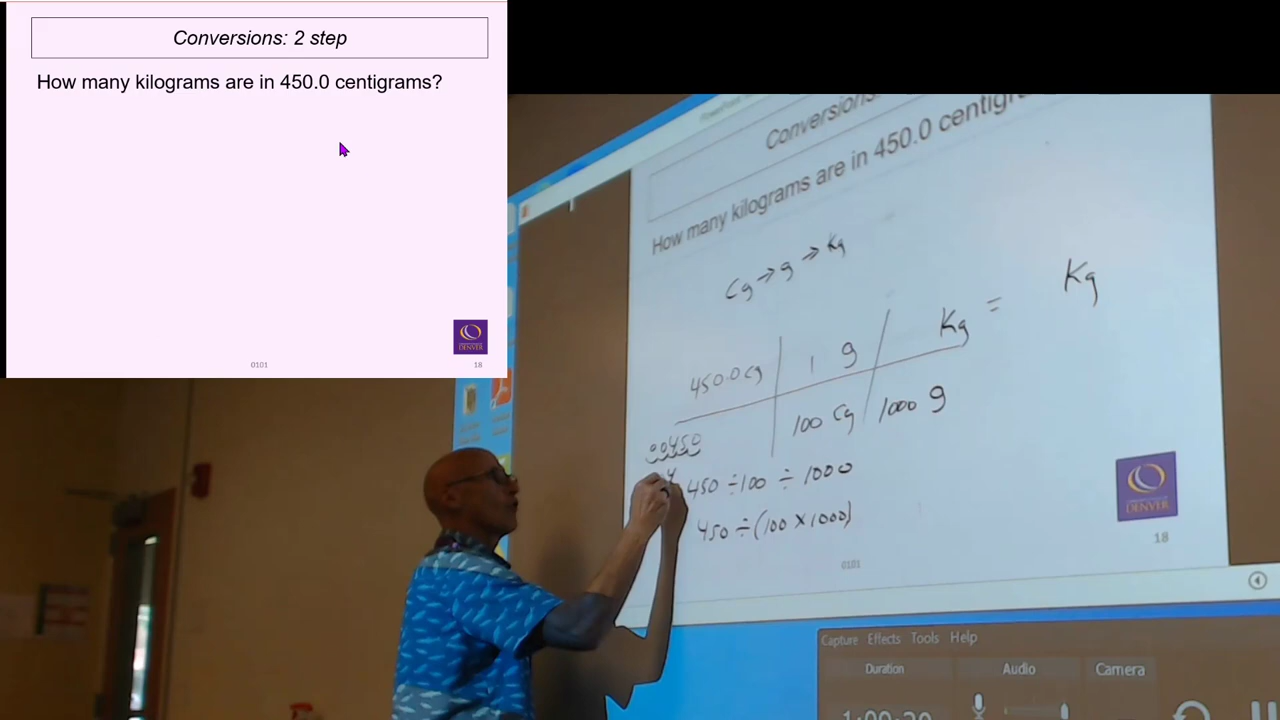 Conversions: 2 step
How many kilograms are in 450.0 centigrams?
0101
18
Conversions:
How many kilograms are in 450.0 centigra
Cg → g → Kg
450.0 Cg | 1 g / Kg = Kg
100 Cg / 1000 g
00450
450 ÷ 100 ÷ 1000
450 ÷ (100 × 1000)
0101
18
Capture Effects Tools Help
Duration Audio Camera